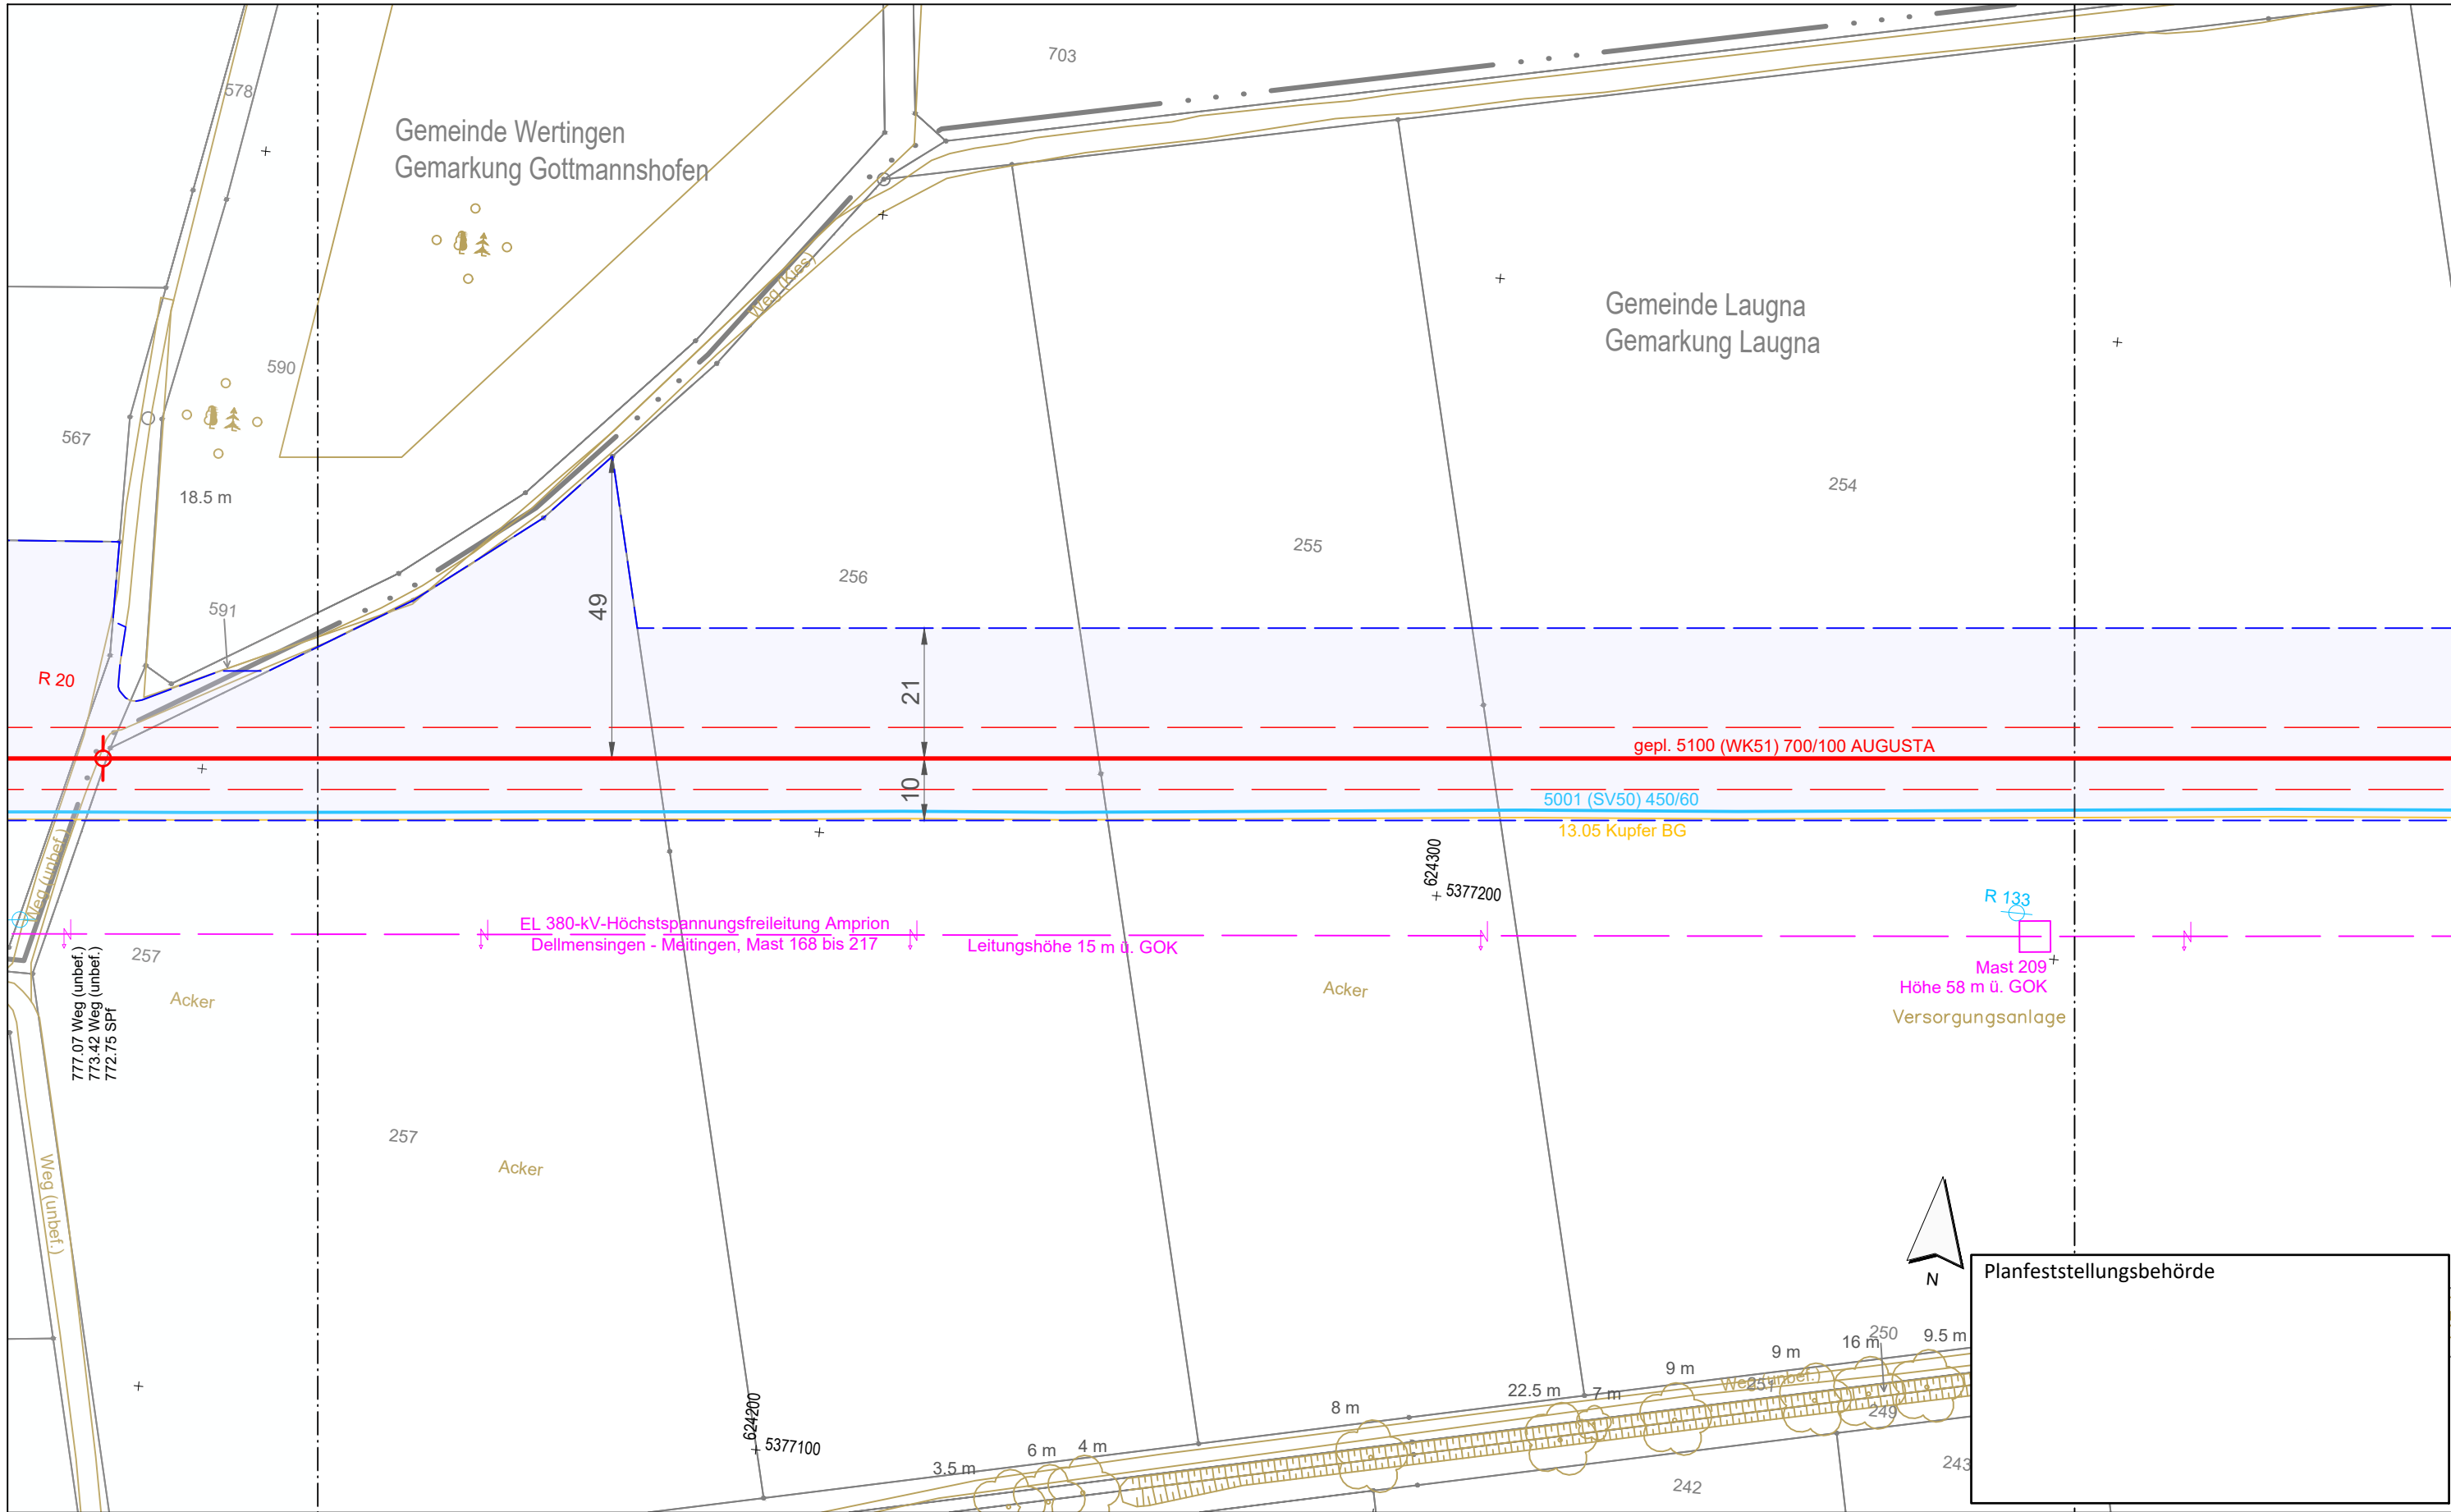 703
578
Gemeinde Wertingen
Gemarkung Gottmannshofen
Weg (Kies)
Gemeinde Laugna
Gemarkung Laugna
590
567
18.5 m
254
255
256
49
591
R 20
21
gepl. 5100 (WK51) 700/100 AUGUSTA
10
5001 (SV50) 450/60
13.05 Kupfer BG
Weg (unbef.)
624300
5377200
R 133
EL 380-kV-Höchstspannungsfreileitung Amprion
Dellmensingen - Meitingen, Mast 168 bis 217
Leitungshöhe 15 m ü. GOK
257
777.07 Weg (unbef.)
773.42 Weg (unbef.)
772.75 SPf
Mast 209
Höhe 58 m ü. GOK
Acker
Acker
Versorgungsanlage
257
Acker
Weg (unbef.)
N
Planfeststellungsbehörde
250
16 m
9.5 m
9 m
9 m
Weg (unbef.)
251
22.5 m
7 m
249
8 m
624200
5377100
6 m
4 m
3.5 m
243
242